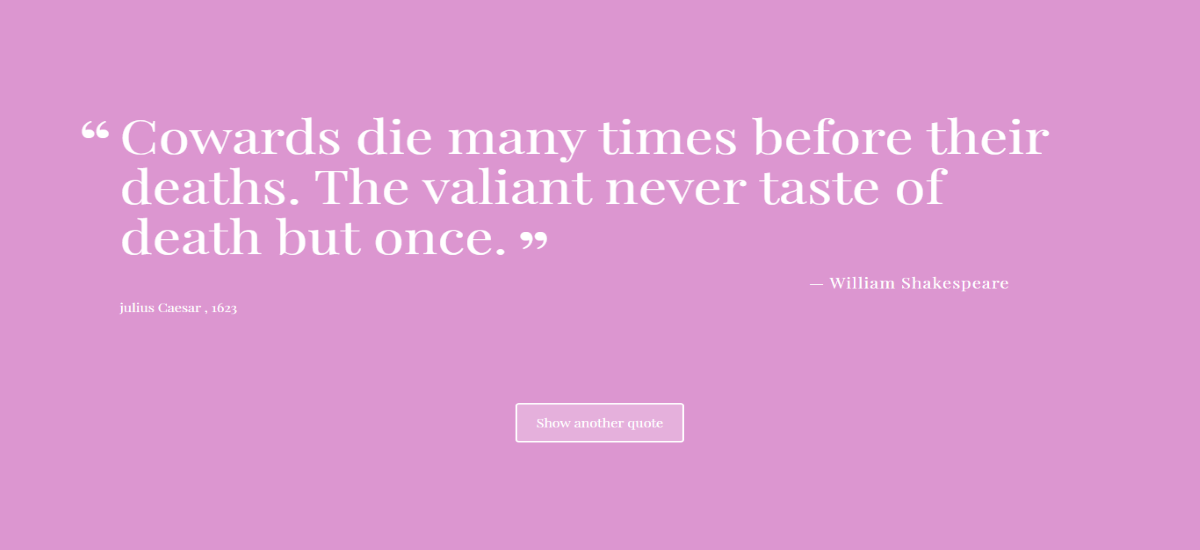 “ Cowards die many times before their
deaths. The valiant never taste of
death but once. ”
— William Shakespeare
julius Caesar , 1623
Show another quote